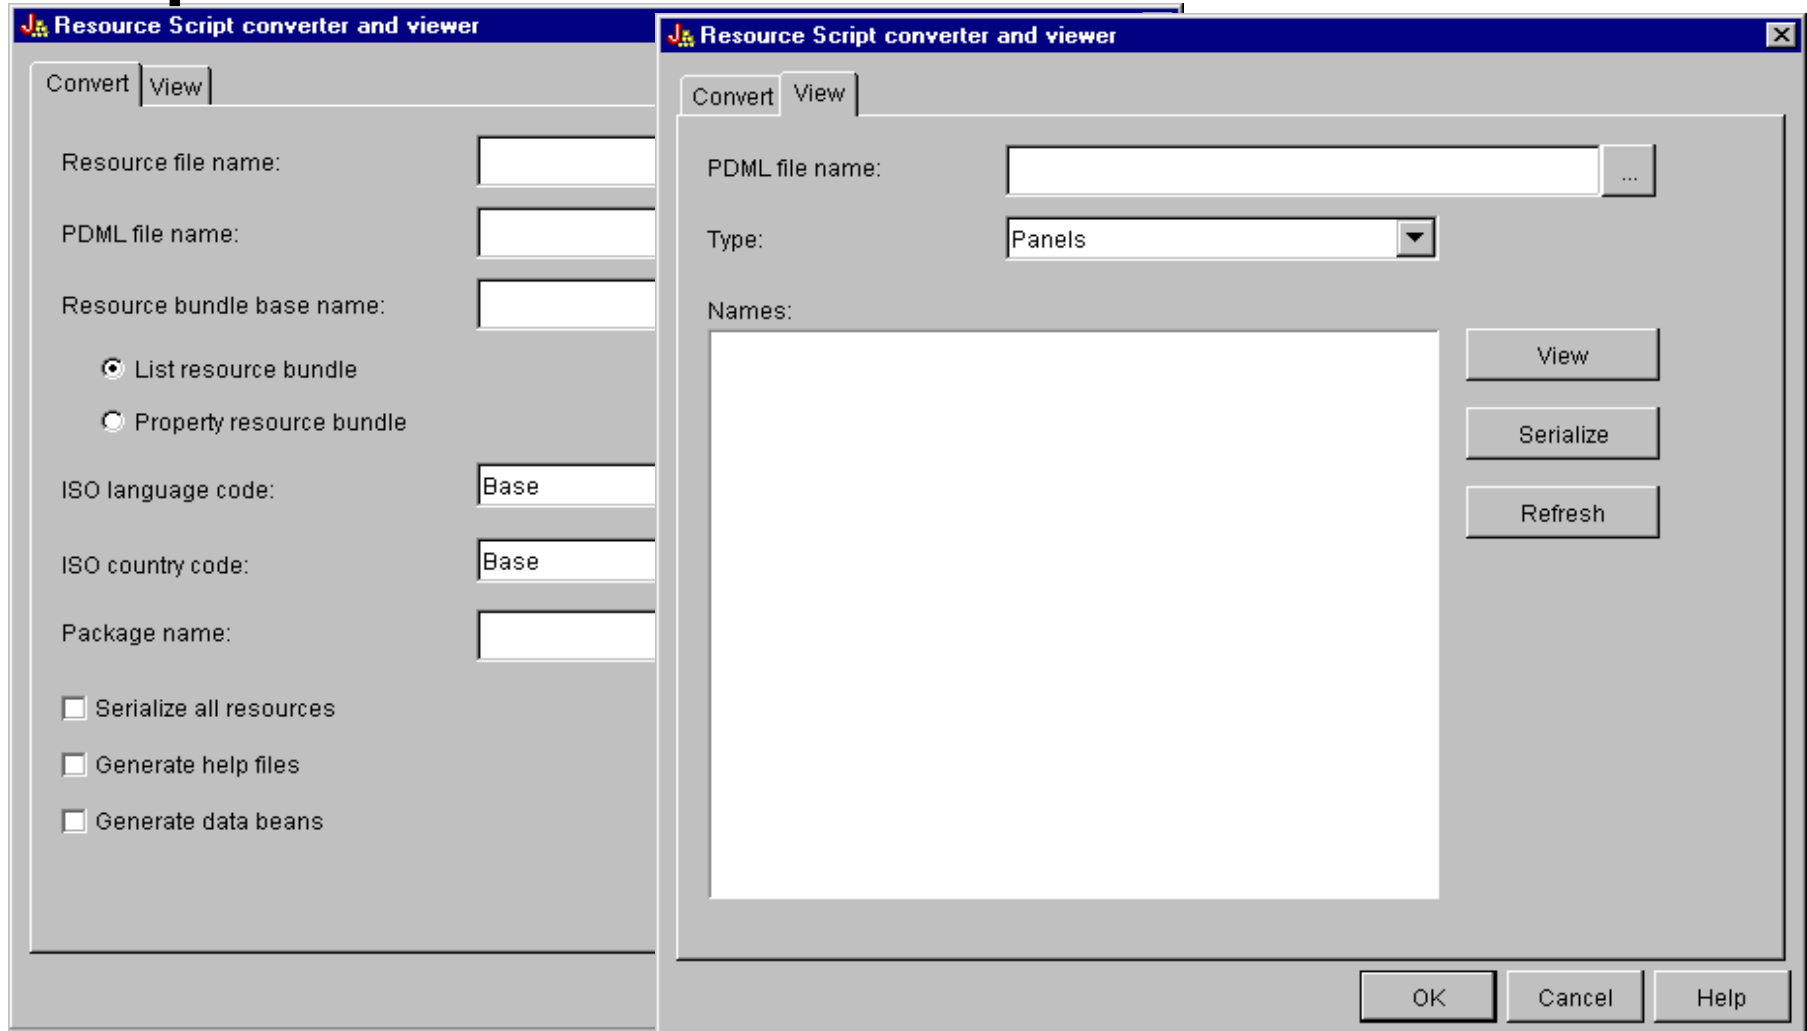 Resource Script converter and viewer
Convert
View
Resource file name:
PDML file name:
Resource bundle base name:
List resource bundle
Property resource bundle
ISO language code:
Base
ISO country code:
Base
Package name:
Serialize all resources
Generate help files
Generate data beans
Resource Script converter and viewer
Convert
View
PDML file name:
...
Type:
Panels
Names:
View
Serialize
Refresh
OK
Cancel
Help